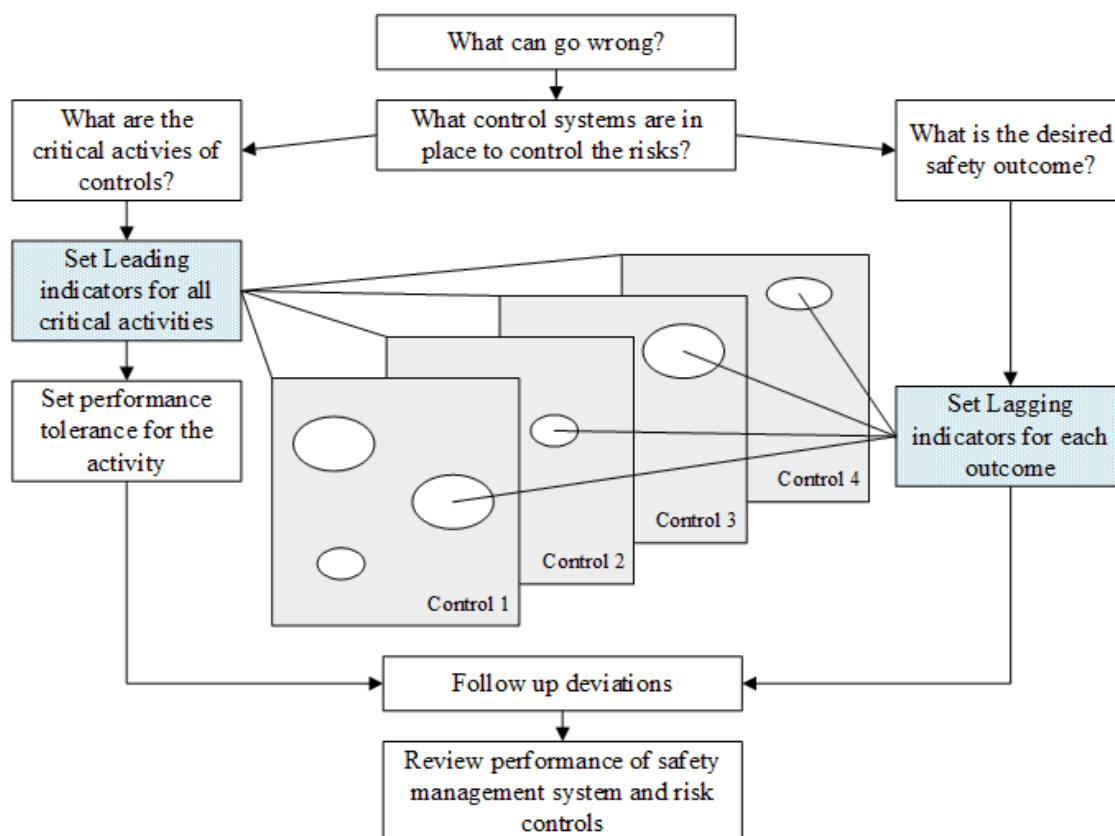 What can go wrong?
What are the
critical activies of
controls?
What control systems are in
place to control the risks?
What is the desired
safety outcome?
Set Leading
indicators for all
critical activities
Set performance
tolerance for the
activity
Set Lagging
indicators for each
outcome
Control 4
Control 3
Control 2
Control 1
Follow up deviations
Review performance of safety
management system and risk
controls